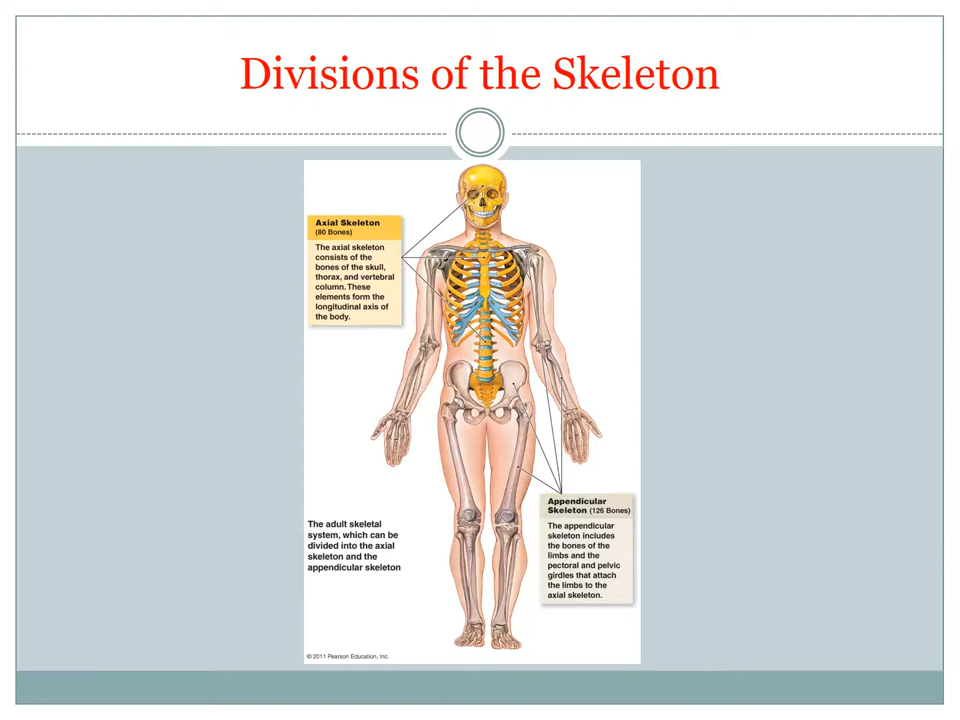 Divisions of the Skeleton
Axial Skeleton
(80 Bones)
The axial skeleton
consists of the
bones of the skull,
thorax, and vertebral
column. These
elements form the
longitudinal axis of
the body.
Appendicular
Skeleton (126 Bones)
The appendicular
skeleton includes
the bones of the
limbs and the
pectoral and pelvic
girdles that attach
the limbs to the
axial skeleton.
The adult skeletal
system, which can be
divided into the axial
skeleton and the
appendicular skeleton
© 2011 Pearson Education, Inc.